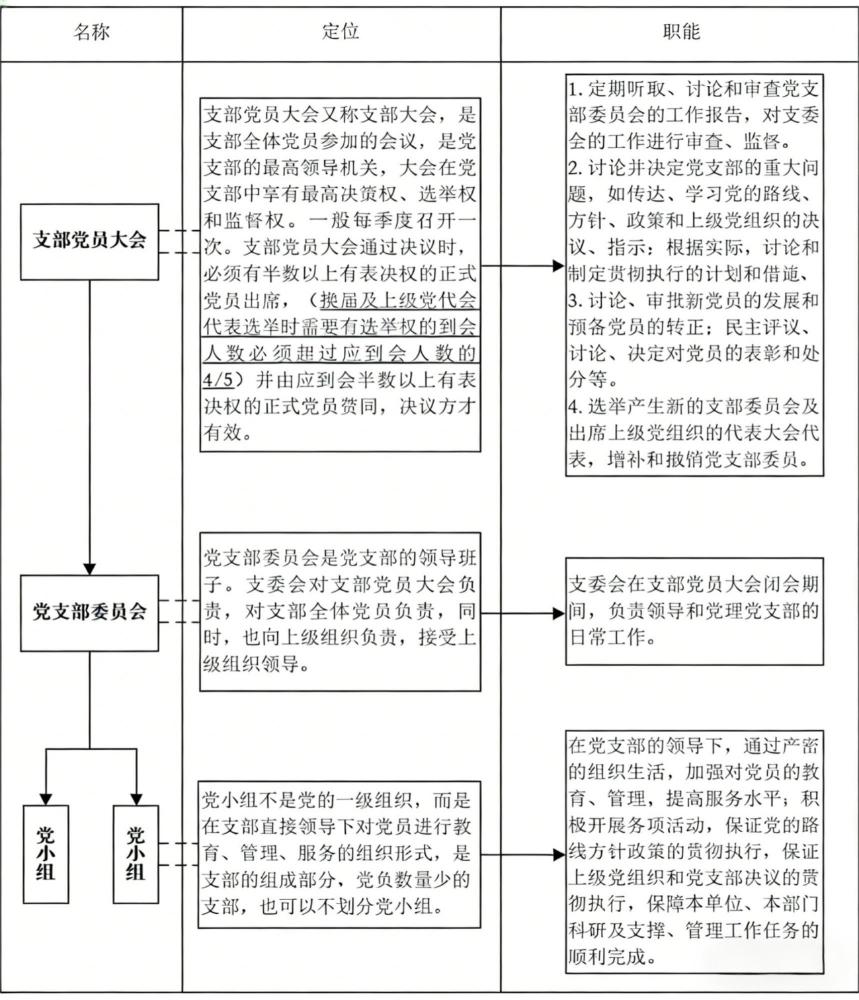 名称
定位
职能
支部党员大会
支部党员大会又称支部大会，是
支部全体党员参加的会议，是党
支部的最高领导机关，大会在党
支部中享有最高决策权、选举权
和监督权。一般每季度召开一
次。支部党员大会通过决议时，
必须有半数以上有表决权的正式
党员出席，（换届及上级党代会
代表选举时需要有选举权的到会
人数必须超过应到会人数的
4/5）并由应到会半数以上有表
决权的正式党员赞同，决议方才
有效。
1. 定期听取、讨论和审查党支
部委员会的工作报告，对支委
会的工作进行审查、监督。
2. 讨论并决定党支部的重大问
题，如传达、学习党的路线、
方针、政策和上级党组织的决
议、指示；根据实际，讨论和
制定贯彻执行的计划和借施、
3. 讨论、审批新党员的发展和
预备党员的转正；民主评议、
讨论、决定对党员的表彰和处
分等。
4. 选举产生新的支部委员会及
出席上级党组织的代表大会代
表，增补和撤销党支部委员。
党支部委员会
党支部委员会是党支部的领导班
子。支委会对支部党员大会负
责，对支部全体党员负责，同
时，也向上级组织负责，接受上
级组织领导。
支委会在支部党员大会闭会期
间，负责领导和党理党支部的
日常工作。
党小组
党小组
党小组不是党的一级组织，而是
在支部直接领导下对党员进行教
育、管理、服务的组织形式，是
支部的组成部分，党负数量少的
支部，也可以不划分党小组。
在党支部的领导下，通过产密
的组织生活，加强对党员的教
育、管理，提高服务水平；积
极开展务项活动，保证党的路
线方针政策的贯彻执行，保证
上级党组织和党支部决议的贯
彻执行，保障本单位、本部门
科研及支撑、管理工作任务的
顺利完成。